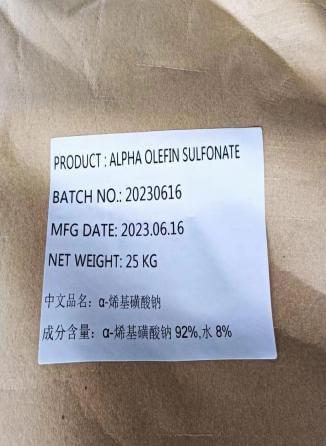 PRODUCT : ALPHA OLEFIN SULFONATE
BATCH NO.: 20230616
MFG DATE: 2023.06.16
NET WEIGHT: 25 KG
中文品名：α-烯基磺酸钠
成分含量：α-烯基磺酸钠 92%,水 8%